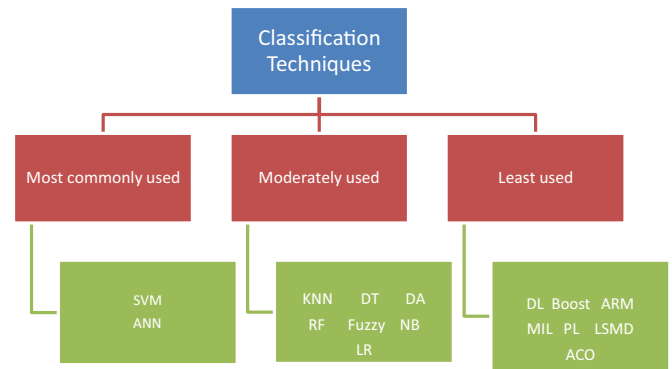 Classification
Techniques
Most commonly used
Moderately used
Least used
SVM
ANN
KNN DT DA
RF Fuzzy NB
LR
DL Boost ARM
MIL PL LSMD
ACO